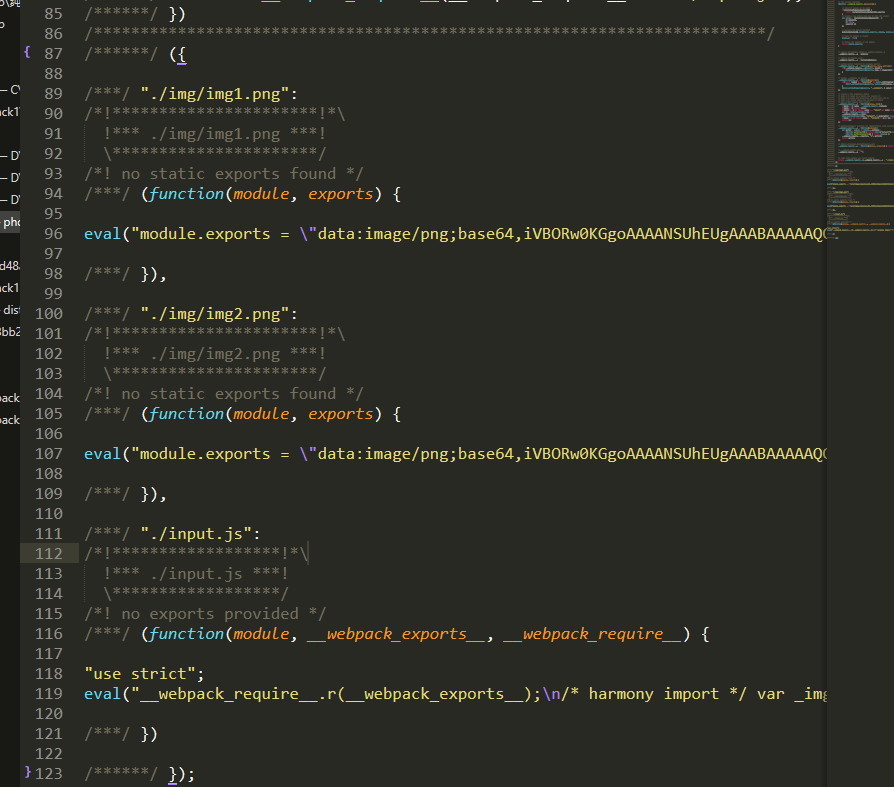 85 /******/ })
86 /************************************************************************/
87 /******/ ({
88
89 /***/ "./img/img1.png":
90 /*!**********************!*\
91 !*** ./img/img1.png ***!
92 \**********************/
93 /*! no static exports found */
94 /***/ (function(module, exports) {
95
96 eval("module.exports = \"data:image/png;base64,iVBORw0KGgoAAAANSUhEUgAAABAAAAAQ
97
98 /***/ }),
99
100 /***/ "./img/img2.png":
101 /*!**********************!*\
102 !*** ./img/img2.png ***!
103 \**********************/
104 /*! no static exports found */
105 /***/ (function(module, exports) {
106
107 eval("module.exports = \"data:image/png;base64,iVBORw0KGgoAAAANSUhEUgAAABAAAAAQ
108
109 /***/ }),
110
111 /***/ "./input.js":
112 /*!******************!*\
113 !*** ./input.js ***!
114 \******************/
115 /*! no exports provided */
116 /***/ (function(module, __webpack_exports__, __webpack_require__) {
117
118 "use strict";
119 eval("__webpack_require__.r(__webpack_exports__);\n/* harmony import */ var _img
120
121 /***/ })
122
123 /******/ });